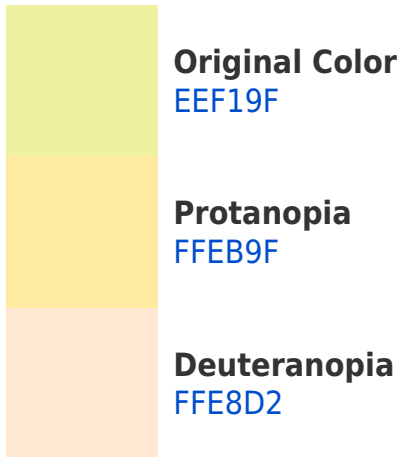 Original Color
EEF19F
Protanopia
FFEB9F
Deuteranopia
FFE8D2